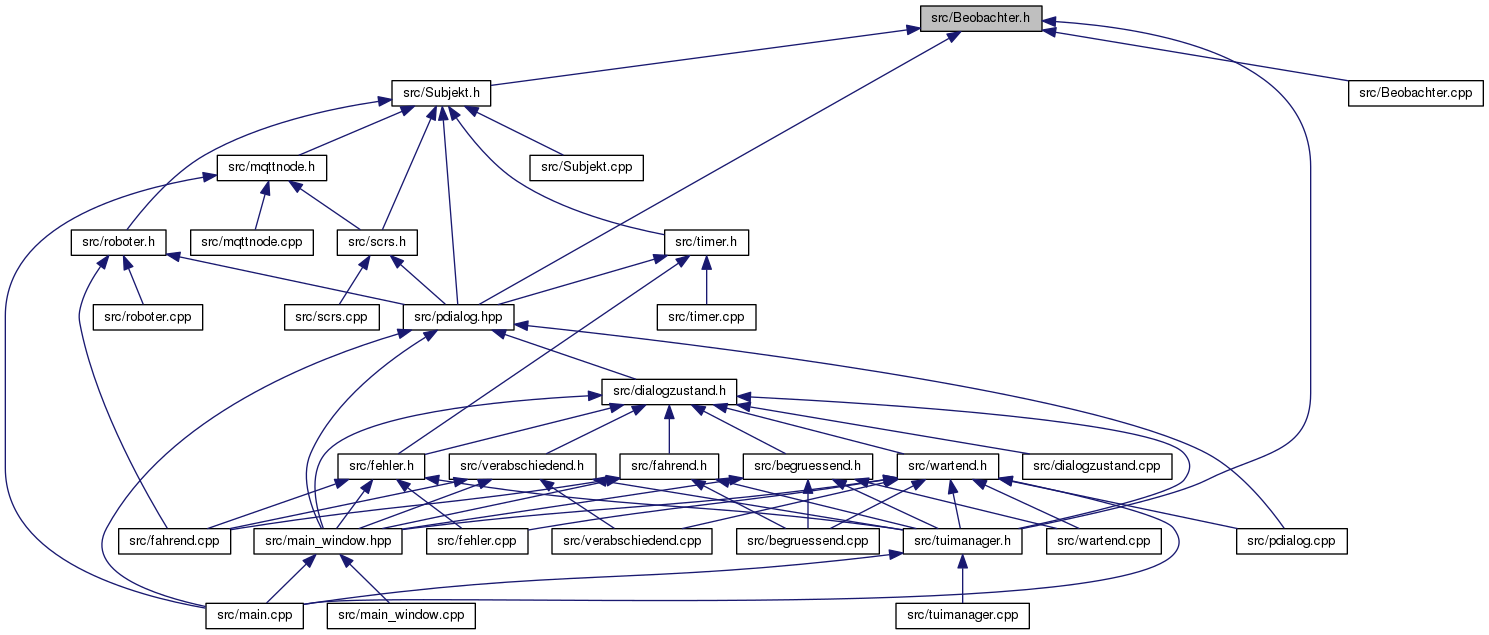 src/Beobachter.h
src/Subjekt.h
src/Beobachter.cpp
src/mqttnode.h
src/Subjekt.cpp
src/roboter.h
src/mqttnode.cpp
src/scrs.h
src/timer.h
src/roboter.cpp
src/scrs.cpp
src/pdialog.hpp
src/timer.cpp
src/dialogzustand.h
src/fehler.h
src/verabschiedend.h
src/fahrend.h
src/begruessend.h
src/wartend.h
src/dialogzustand.cpp
src/fahrend.cpp
src/main_window.hpp
src/fehler.cpp
src/verabschiedend.cpp
src/begruessend.cpp
src/tuimanager.h
src/wartend.cpp
src/pdialog.cpp
src/main.cpp
src/main_window.cpp
src/tuimanager.cpp